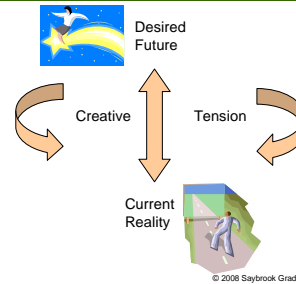 Desired
Future
Creative
Tension
Current
Reality
© 2008 Saybrook Grad